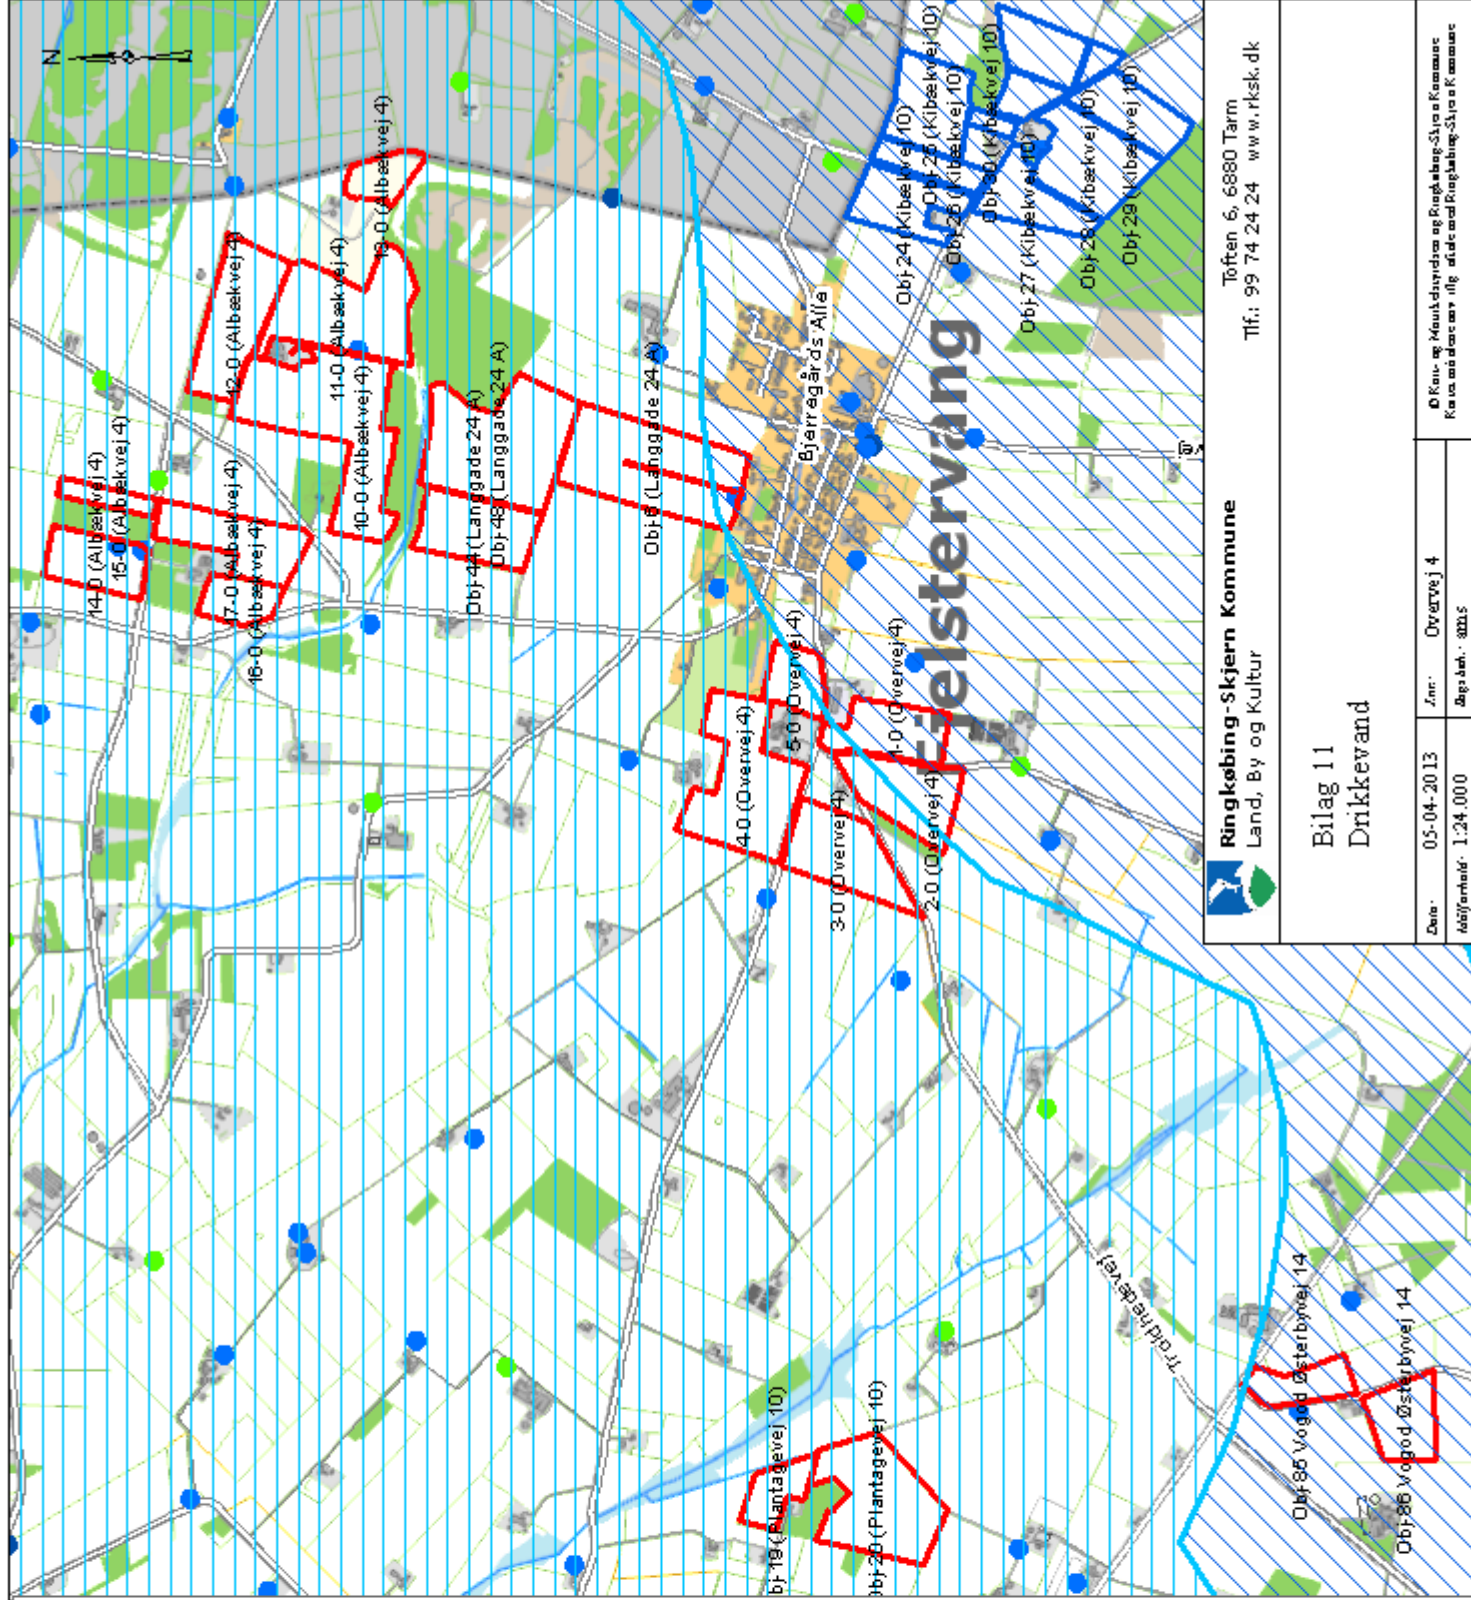 N
14-0 (Albækvej 4)
15-0 (Albækvej 4)
17-0 (Albækvej 4)
16-0 (Albækvej 4)
12-0 (Albækvej 4)
11-0 (Albækvej 4)
10-0 (Albækvej 4)
13-0 (Albækvej 4)
Obj 44 (Langgade 24 A)
Obj 48 (Langgade 24 A)
Obj 6 (Langgade 24 A)
4-0 (Overvej 4)
5-0 (Overvej 4)
3-0 (Overvej 4)
1-0 (Overvej 4)
2-0 (Overvej 4)
Bjerregårds Alle
Fjelstervang
Obj 24 (Kibækvej 10)
Obj 25 (Kibækvej 10)
Obj 26 (Kibækvej 10)
Obj 30 (Kibækvej 10)
Obj 27 (Kibækvej 10)
Obj 28 (Kibækvej 10)
Obj 29 (Kibækvej 10)
bj 19 (Plantagevej 10)
bj 20 (Plantagevej 10)
Troldhedevej
Obj 85 Vogod Østerbyvej 14
Obj 86 Vogod Østerbyvej 14
Ringkøbing-Skjern Kommune
Land, By og Kultur
Toften 6, 6880 Tarm
Tlf.: 99 74 24 24 www.rksk.dk
Bilag 11
Drikkevand
Dato: 05-04-2013
Overvej 4
Målforhold: 1:24.000